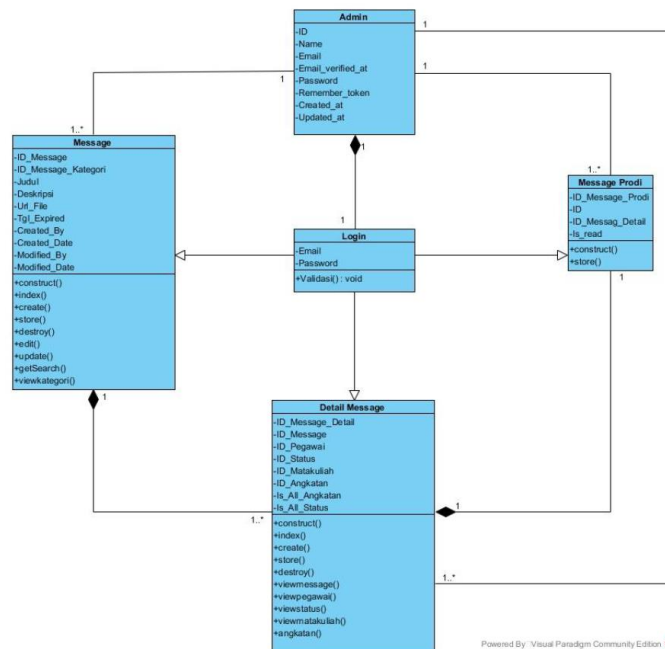 Admin
-ID
-Name
-Email
-Email_verified_at
-Password
-Remember_token
-Created_at
-Updated_at
1
1
1
1
1..*
Message
-ID_Message
-ID_Message_Kategori
-Judul
-Deskripsi
-Url_File
-Tgl_Expired
-Created_By
-Created_Date
-Modified_By
-Modified_Date
+construct()
+index()
+create()
+store()
+destroy()
+edit()
+update()
+getSearch()
+viewkategori()
1
1
Login
-Email
-Password
+Validasi() : void
1..*
Message Prodi
-ID_Message_Prodi
-ID
-ID_Messag_Detail
-Is_read
+construct()
+store()
1
Detail Message
-ID_Message_Detail
-ID_Message
-ID_Pegawai
-ID_Status
-ID_Matakuliah
-ID_Angkatan
-Is_All_Angkatan
-Is_All_Status
+construct()
+index()
+create()
+store()
+destroy()
+viewmessage()
+viewpegawai()
+viewstatus()
+viewmatakuliah()
+angkatan()
1..*
1
1..*
Powered By Visual Paradigm Community Edition